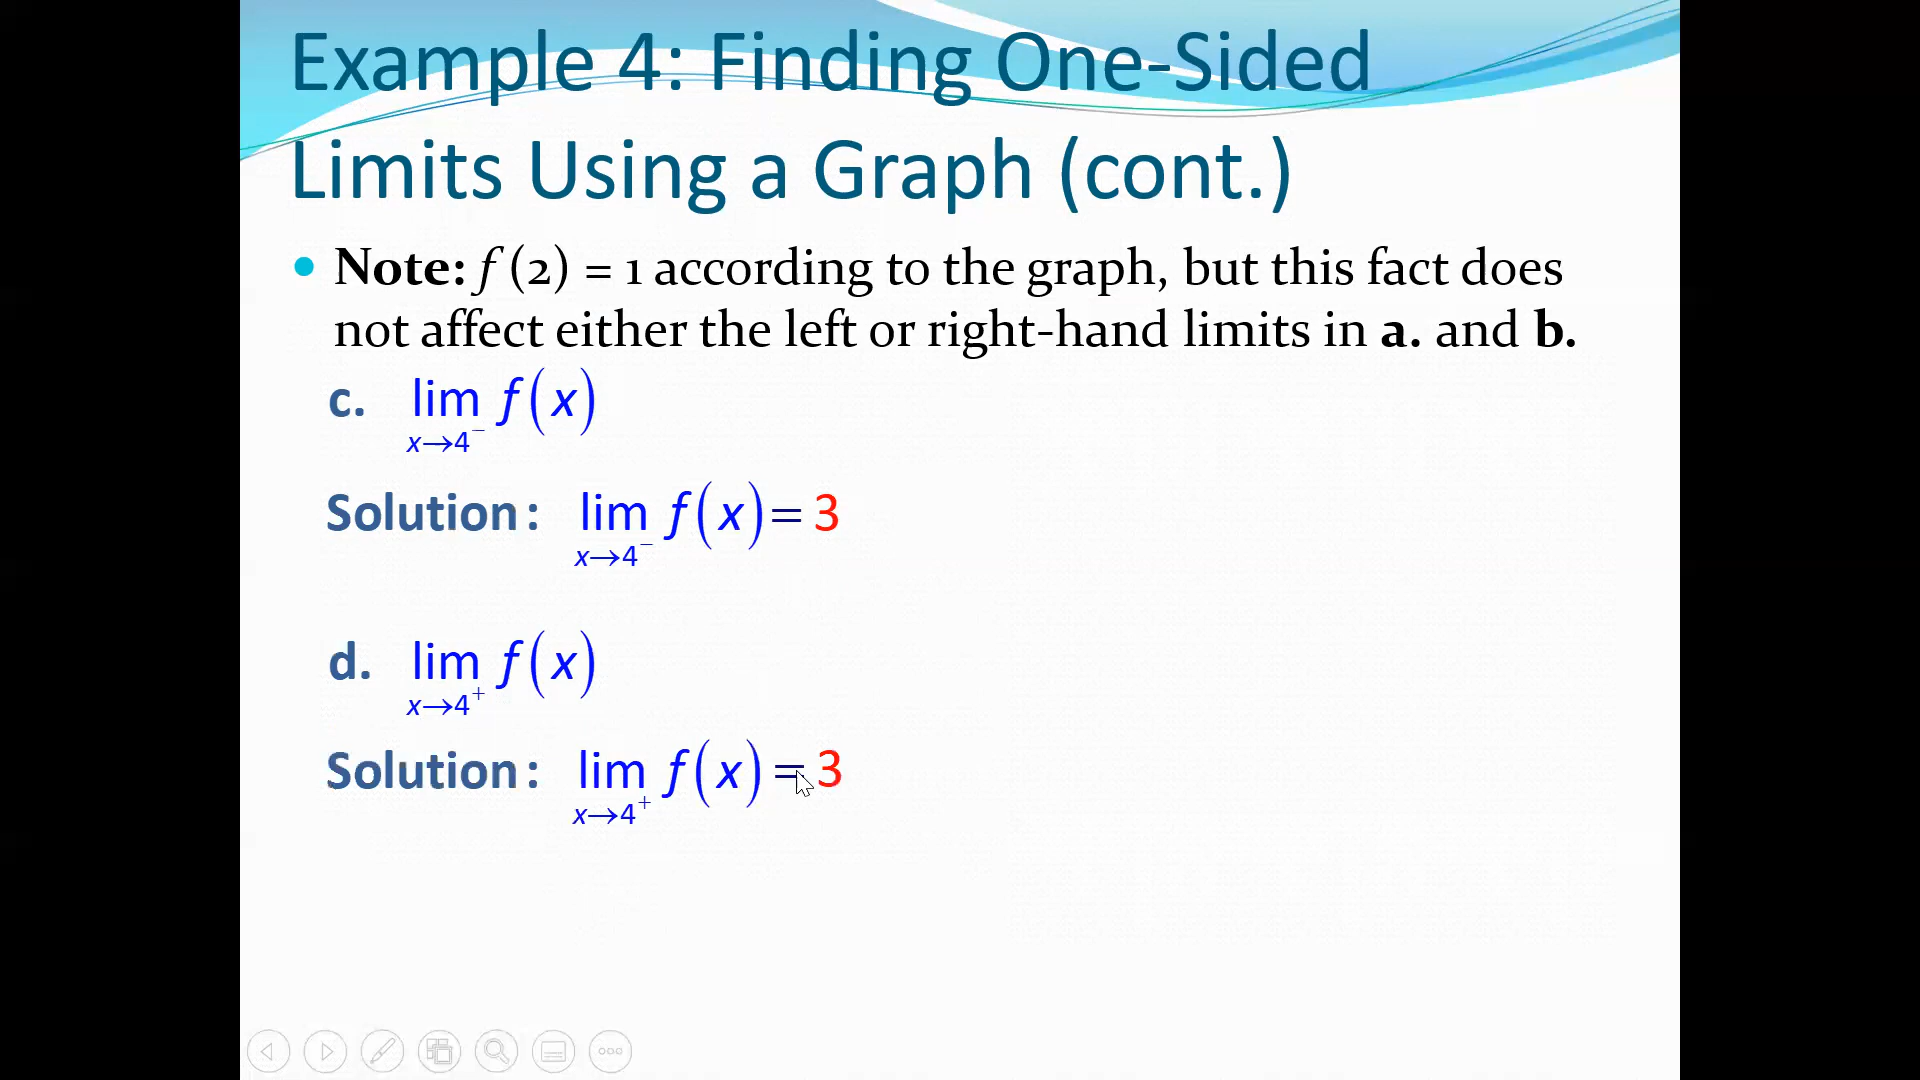 Example 4: Finding One-Sided
Limits Using a Graph (cont.)
• Note: f (2) = 1 according to the graph, but this fact does
not affect either the left or right-hand limits in a. and b.
c. lim f(x)
x→4⁻
Solution: lim f(x) = 3
x→4⁻
d. lim f(x)
x→4⁺
Solution: lim f(x) = 3
x→4⁺